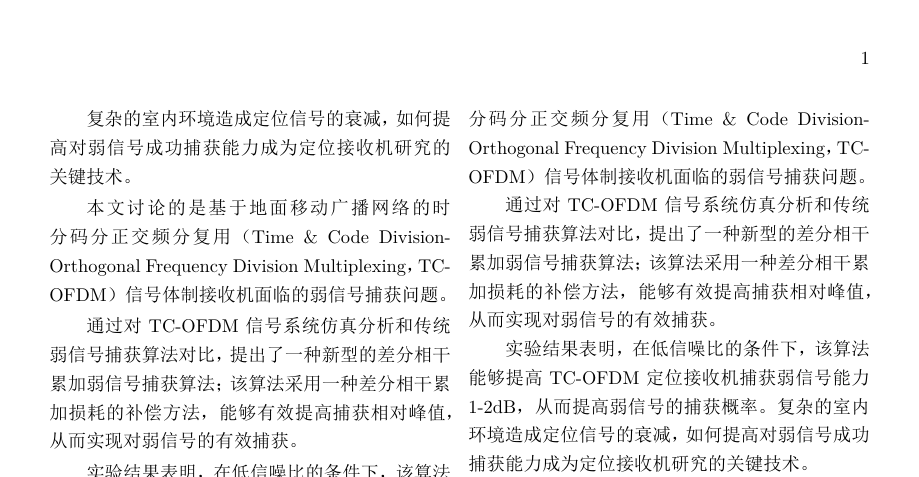 1
复杂的室内环境造成定位信号的衰减，如何提
高对弱信号成功捕获能力成为定位接收机研究的
关键技术。
本文讨论的是基于地面移动广播网络的时
分码分正交频分复用（Time & Code Division-
Orthogonal Frequency Division Multiplexing，TC-
OFDM）信号体制接收机面临的弱信号捕获问题。
通过对 TC-OFDM 信号系统仿真分析和传统
弱信号捕获算法对比，提出了一种新型的差分相干
累加弱信号捕获算法；该算法采用一种差分相干累
加损耗的补偿方法，能够有效提高捕获相对峰值，
从而实现对弱信号的有效捕获。
实验结果表明，在低信噪比的条件下，该算法
分码分正交频分复用（Time & Code Division-
Orthogonal Frequency Division Multiplexing，TC-
OFDM）信号体制接收机面临的弱信号捕获问题。
通过对 TC-OFDM 信号系统仿真分析和传统
弱信号捕获算法对比，提出了一种新型的差分相干
累加弱信号捕获算法；该算法采用一种差分相干累
加损耗的补偿方法，能够有效提高捕获相对峰值，
从而实现对弱信号的有效捕获。
实验结果表明，在低信噪比的条件下，该算法
能够提高 TC-OFDM 定位接收机捕获弱信号能力
1-2dB，从而提高弱信号的捕获概率。复杂的室内
环境造成定位信号的衰减，如何提高对弱信号成功
捕获能力成为定位接收机研究的关键技术。